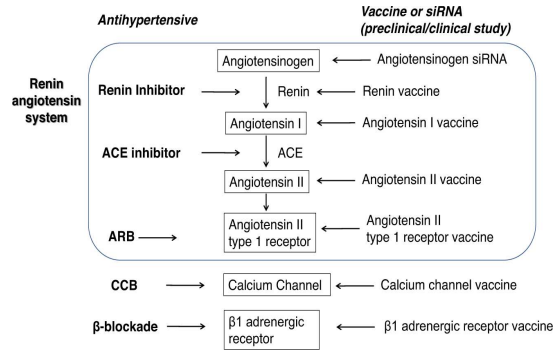 Antihypertensive
Vaccine or siRNA
(preclinical/clinical study)
Renin
angiotensin
system
Angiotensinogen
Angiotensinogen siRNA
Renin Inhibitor
Renin
Renin vaccine
Angiotensin I
Angiotensin I vaccine
ACE inhibitor
ACE
Angiotensin II
Angiotensin II vaccine
ARB
Angiotensin II
type 1 receptor
Angiotensin II
type 1 receptor vaccine
CCB
Calcium Channel
Calcium channel vaccine
β-blockade
β1 adrenergic
receptor
β1 adrenergic receptor vaccine